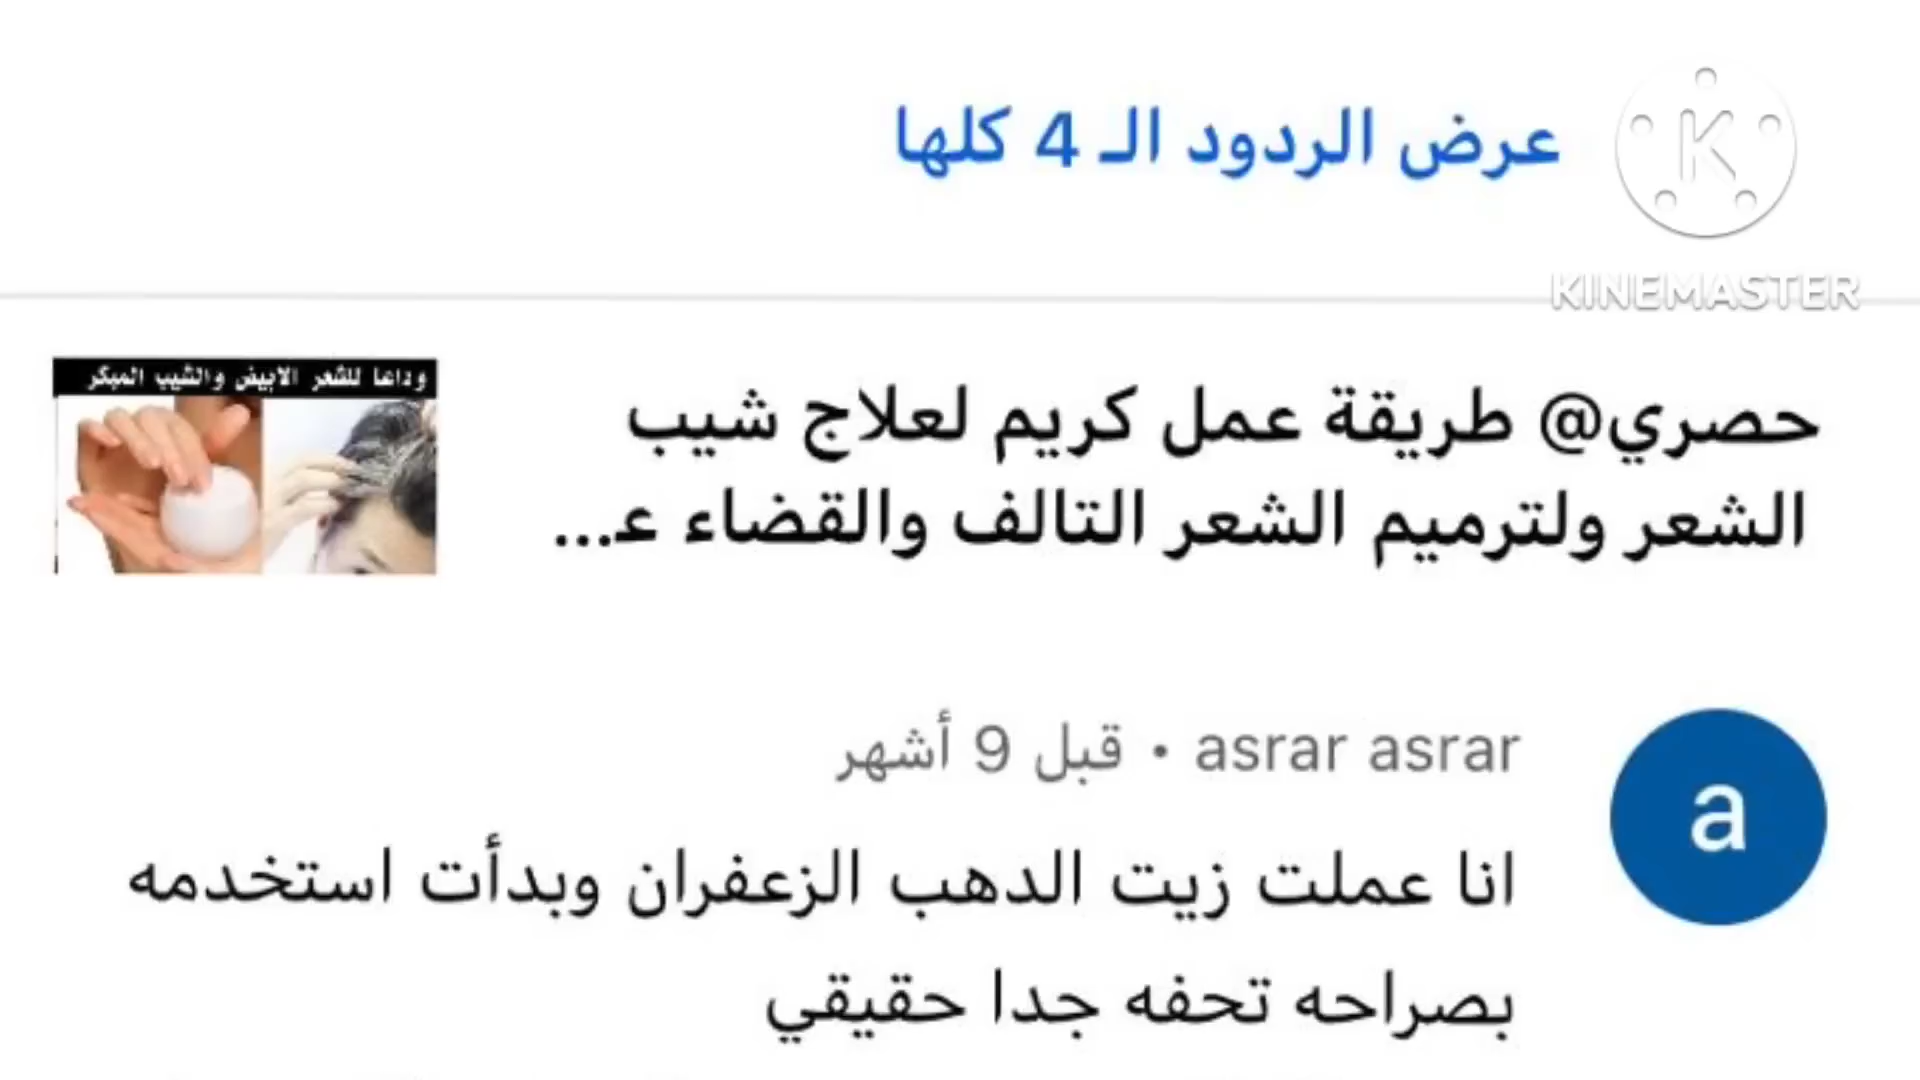 عرض الردود الـ 4 كلها
K
KINEMASTER
وداعا للشعر الابيض والشيب المبكر
حصري@ طريقة عمل كريم لعلاج شيب
الشعر ولترميم الشعر التالف والقضاء ع...
asrar asrar • قبل 9 أشهر
a
انا عملت زيت الدهب الزعفران وبدأت استخدمه
بصراحه تحفه جدا حقيقي